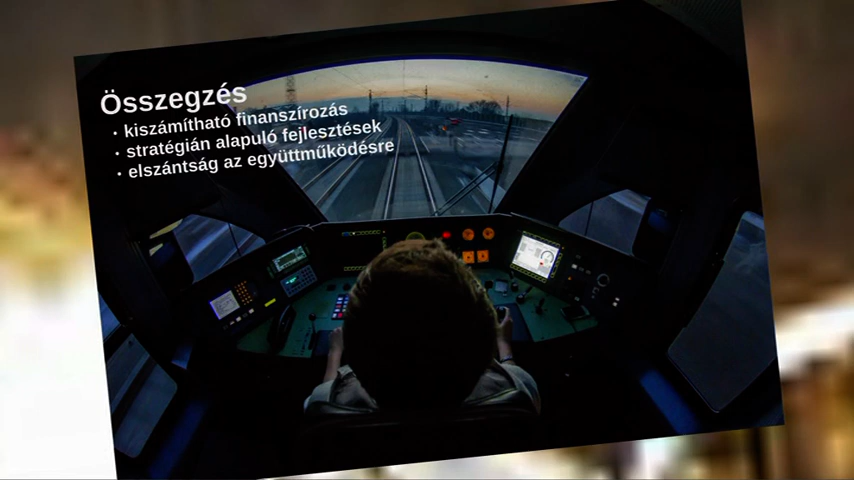 Összegzés
• kiszámítható finanszírozás
• stratégián alapuló fejlesztések
• elszántság az együttműködésre